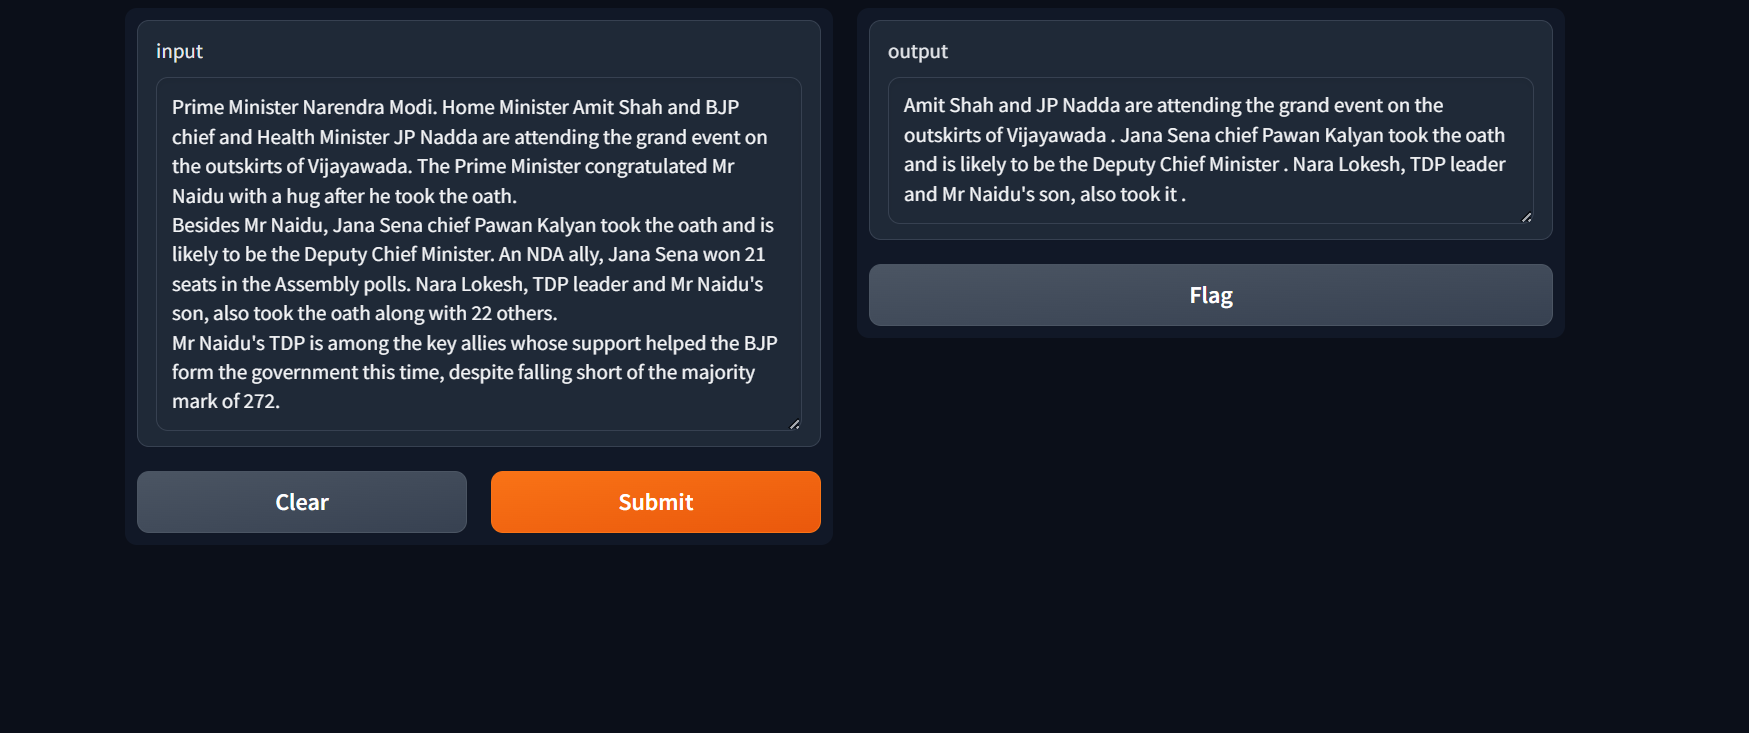 input
Prime Minister Narendra Modi. Home Minister Amit Shah and BJP
chief and Health Minister JP Nadda are attending the grand event on
the outskirts of Vijayawada. The Prime Minister congratulated Mr
Naidu with a hug after he took the oath.
Besides Mr Naidu, Jana Sena chief Pawan Kalyan took the oath and is
likely to be the Deputy Chief Minister. An NDA ally, Jana Sena won 21
seats in the Assembly polls. Nara Lokesh, TDP leader and Mr Naidu's
son, also took the oath along with 22 others.
Mr Naidu's TDP is among the key allies whose support helped the BJP
form the government this time, despite falling short of the majority
mark of 272.
Clear
Submit
output
Amit Shah and JP Nadda are attending the grand event on the
outskirts of Vijayawada . Jana Sena chief Pawan Kalyan took the oath
and is likely to be the Deputy Chief Minister . Nara Lokesh, TDP leader
and Mr Naidu's son, also took it .
Flag